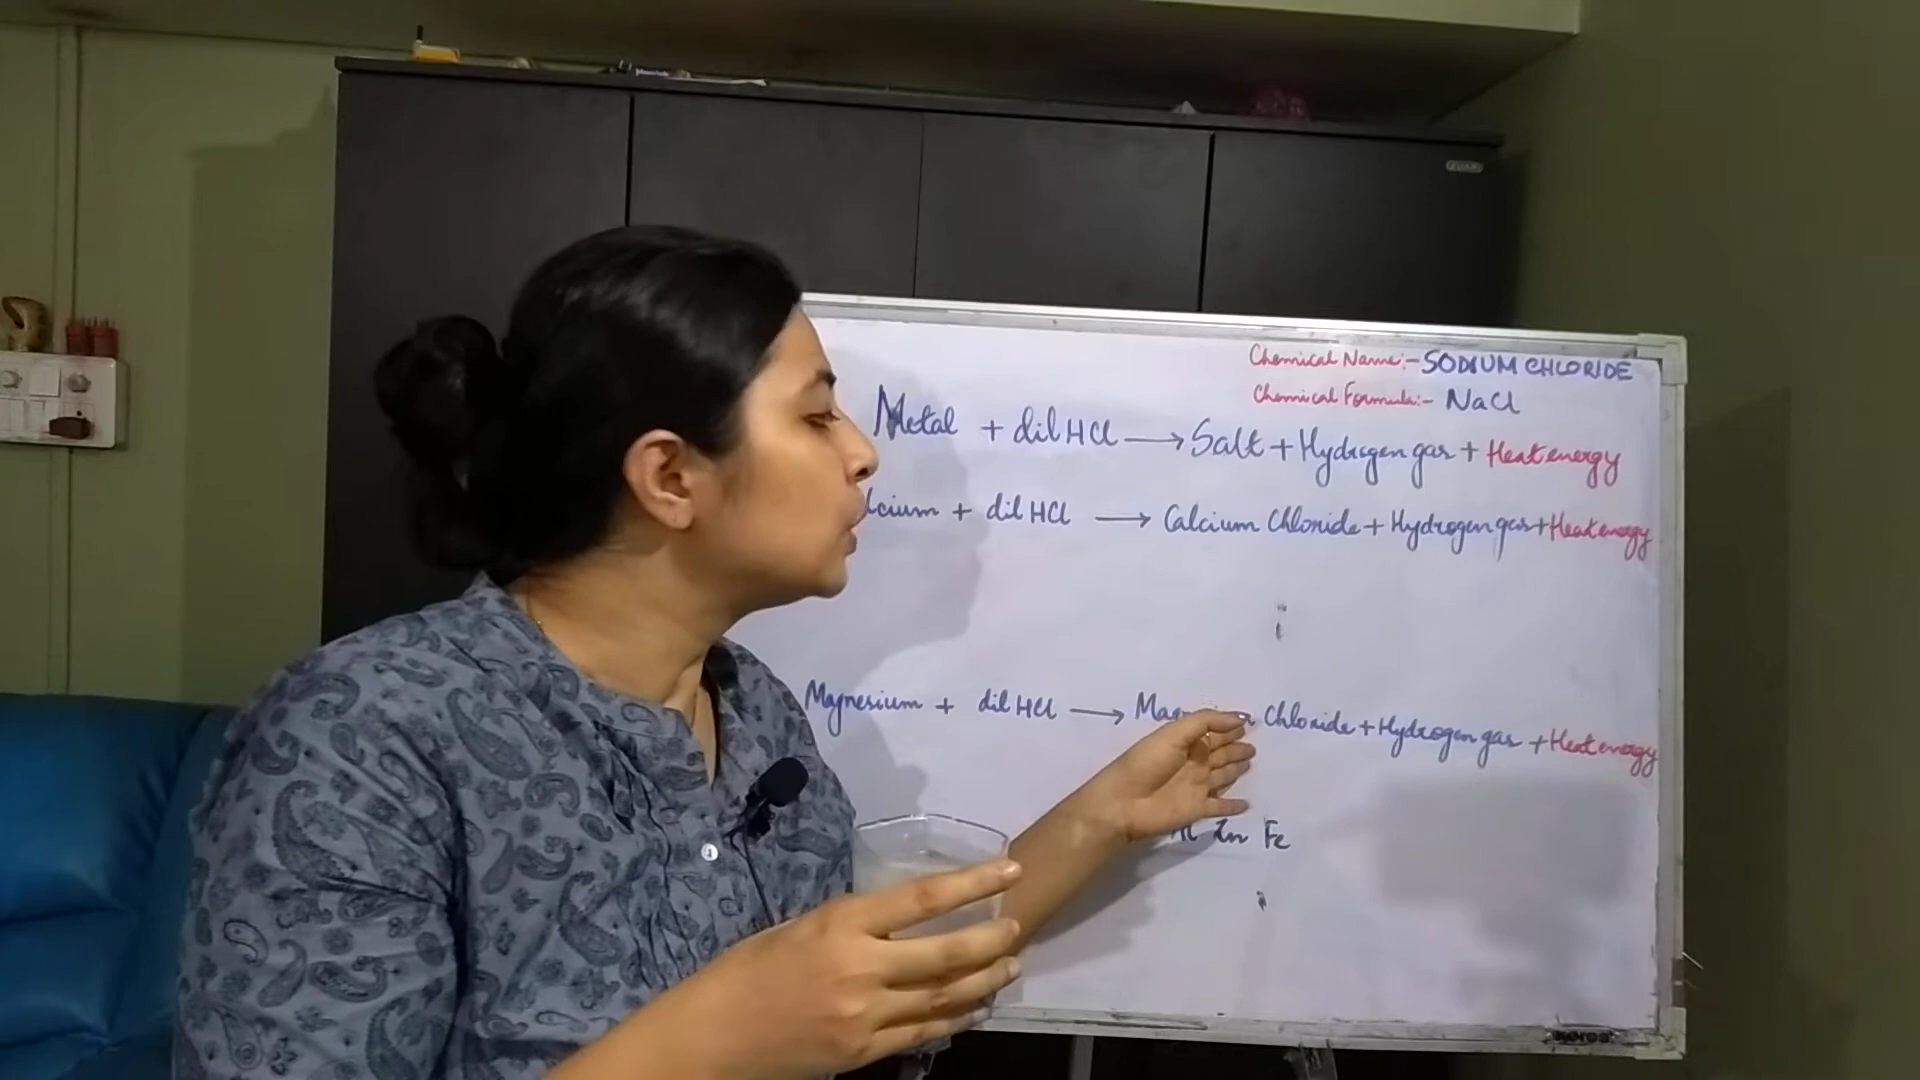 Chemical Name:- SODIUM CHLORIDE
Chemical Formula:- NaCl
Metal + dil HCl → Salt + Hydrogen gas + Heat energy
lcium + dil HCl → Calcium Chloride + Hydrogen gas + Heat energy
Magnesium + dil HCl → Chloride + Hydrogen gas + Heat energy
Zn Fe